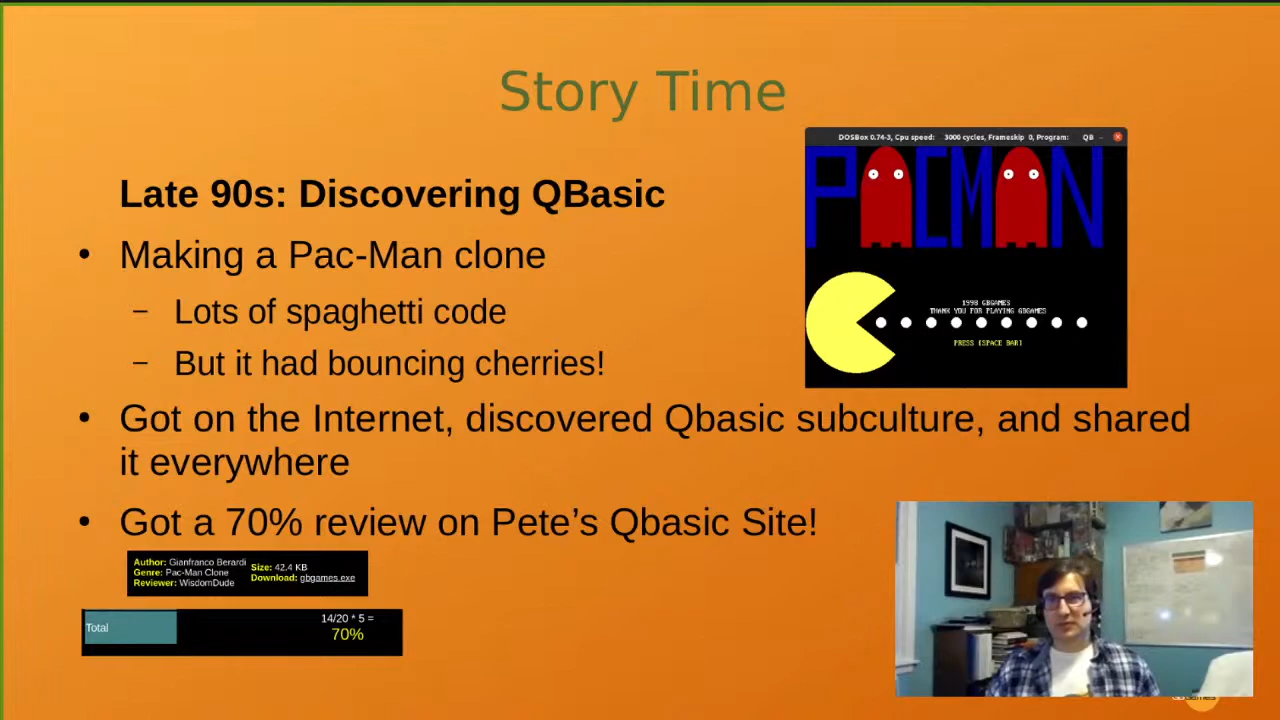 Story Time
DOSBox 0.74-3, Cpu speed: 3000 cycles, Frameskip 0, Program: QB
PACMAN
Late 90s: Discovering QBasic
• Making a Pac-Man clone
– Lots of spaghetti code
– But it had bouncing cherries!
1998 GBGAMES
THANK YOU FOR PLAYING GBGAMES
PRESS [SPACE BAR]
• Got on the Internet, discovered Qbasic subculture, and shared
it everywhere
• Got a 70% review on Pete’s Qbasic Site!
Author: Gianfranco Berardi
Genre: Pac-Man Clone
Reviewer: WisdomDude
Size: 42.4 KB
Download: gbgames.exe
Total
14/20 * 5 =
70%